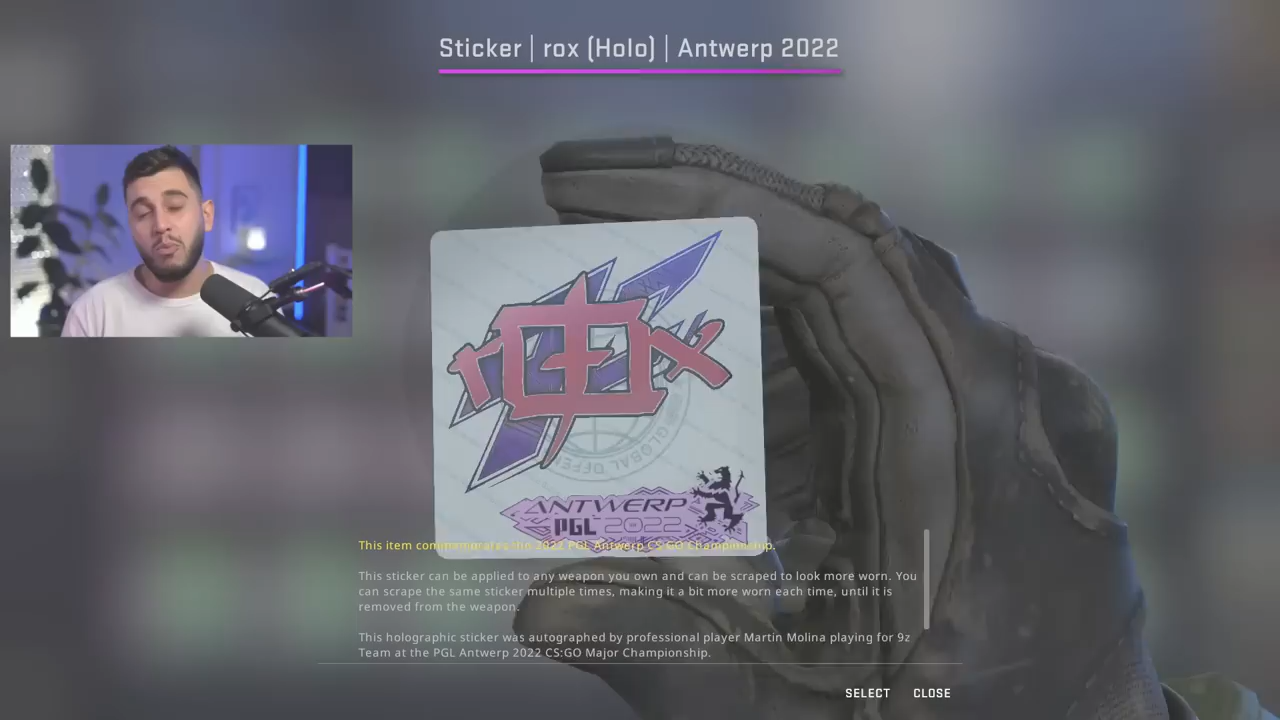 Sticker | rox (Holo) | Antwerp 2022
rox
GLOBAL OFFEN
ANTWERP
PGL 2022
This item commemorates the 2022 PGL Antwerp CS:GO Championship.
This sticker can be applied to any weapon you own and can be scraped to look more worn. You
can scrape the same sticker multiple times, making it a bit more worn each time, until it is
removed from the weapon.
This holographic sticker was autographed by professional player Martin Molina playing for 9z
Team at the PGL Antwerp 2022 CS:GO Major Championship.
SELECT CLOSE